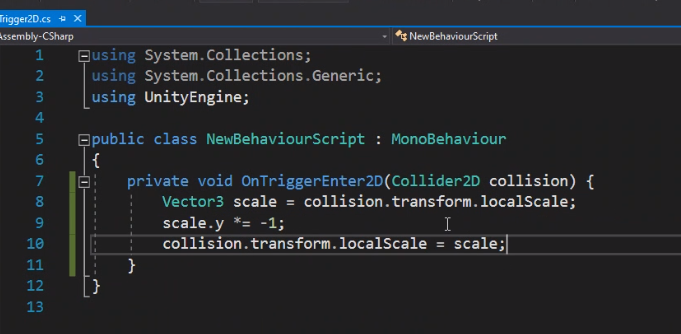 Trigger2D.cs
Assembly-CSharp
NewBehaviourScript
1 using System.Collections;
2 using System.Collections.Generic;
3 using UnityEngine;
4
5 public class NewBehaviourScript : MonoBehaviour
6 {
7 private void OnTriggerEnter2D(Collider2D collision) {
8 Vector3 scale = collision.transform.localScale;
9 scale.y *= -1;
10 collision.transform.localScale = scale;
11 }
12 }
13